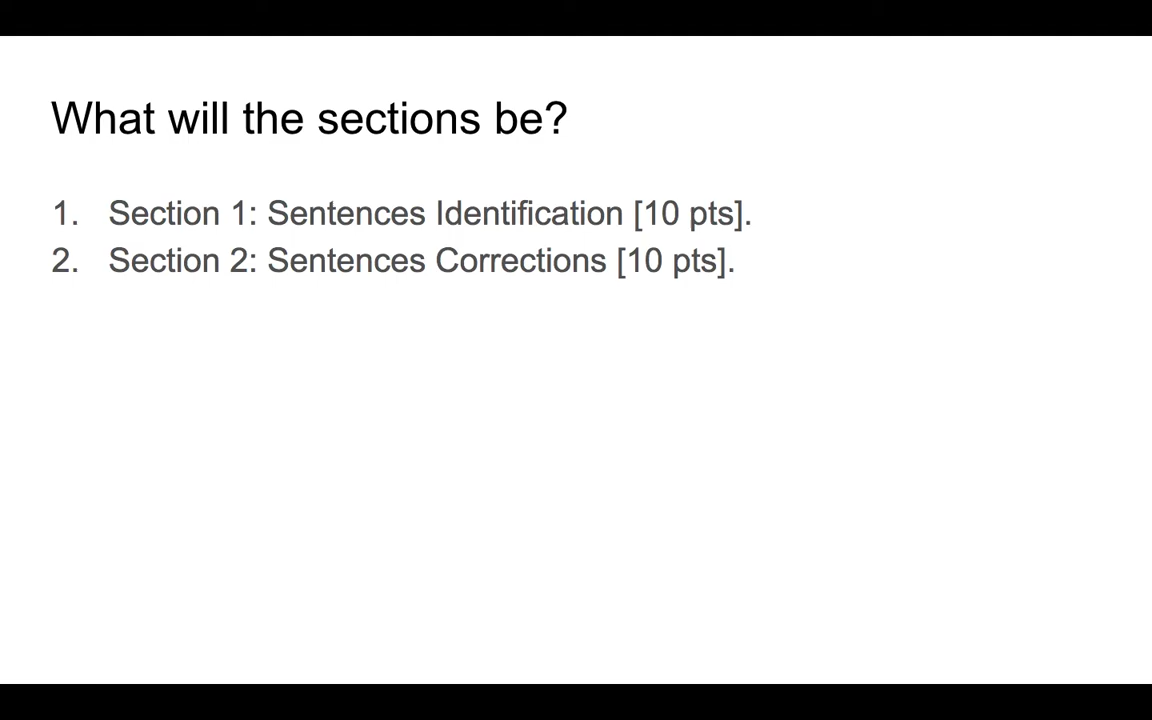 What will the sections be?
1. Section 1: Sentences Identification [10 pts].
2. Section 2: Sentences Corrections [10 pts].